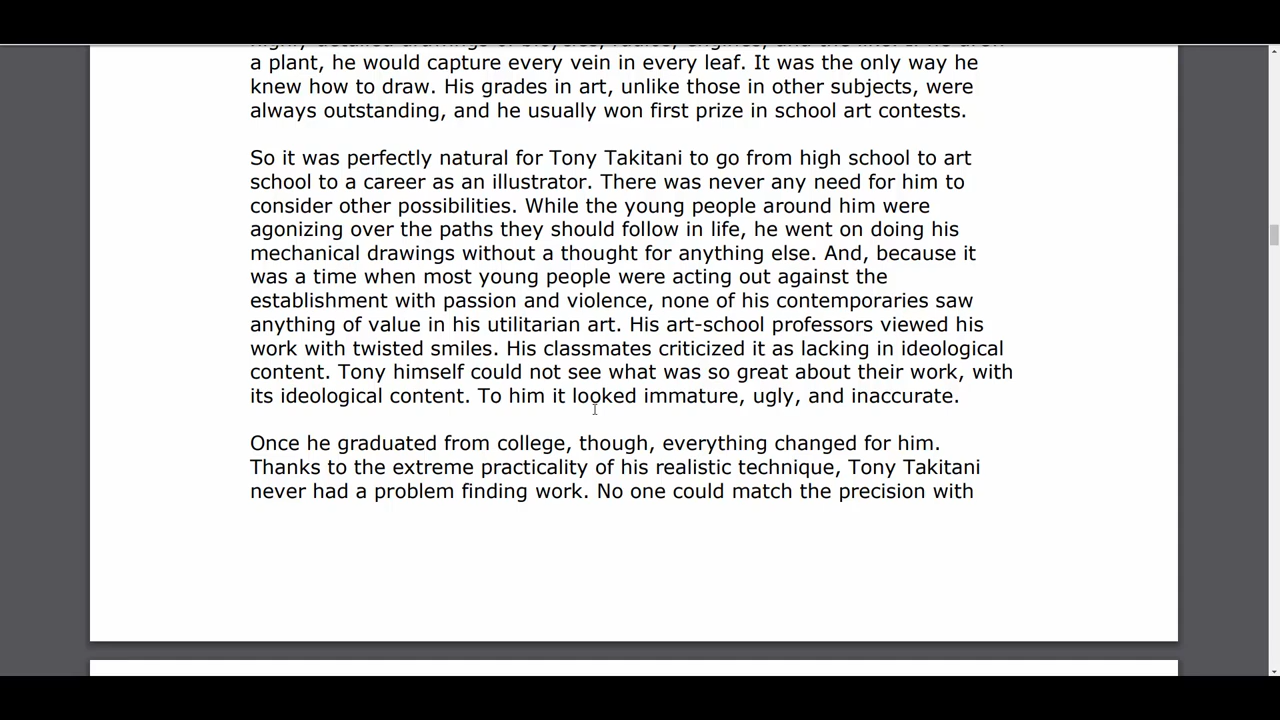 a plant, he would capture every vein in every leaf. It was the only way he
knew how to draw. His grades in art, unlike those in other subjects, were
always outstanding, and he usually won first prize in school art contests.
So it was perfectly natural for Tony Takitani to go from high school to art
school to a career as an illustrator. There was never any need for him to
consider other possibilities. While the young people around him were
agonizing over the paths they should follow in life, he went on doing his
mechanical drawings without a thought for anything else. And, because it
was a time when most young people were acting out against the
establishment with passion and violence, none of his contemporaries saw
anything of value in his utilitarian art. His art-school professors viewed his
work with twisted smiles. His classmates criticized it as lacking in ideological
content. Tony himself could not see what was so great about their work, with
its ideological content. To him it looked immature, ugly, and inaccurate.
Once he graduated from college, though, everything changed for him.
Thanks to the extreme practicality of his realistic technique, Tony Takitani
never had a problem finding work. No one could match the precision with